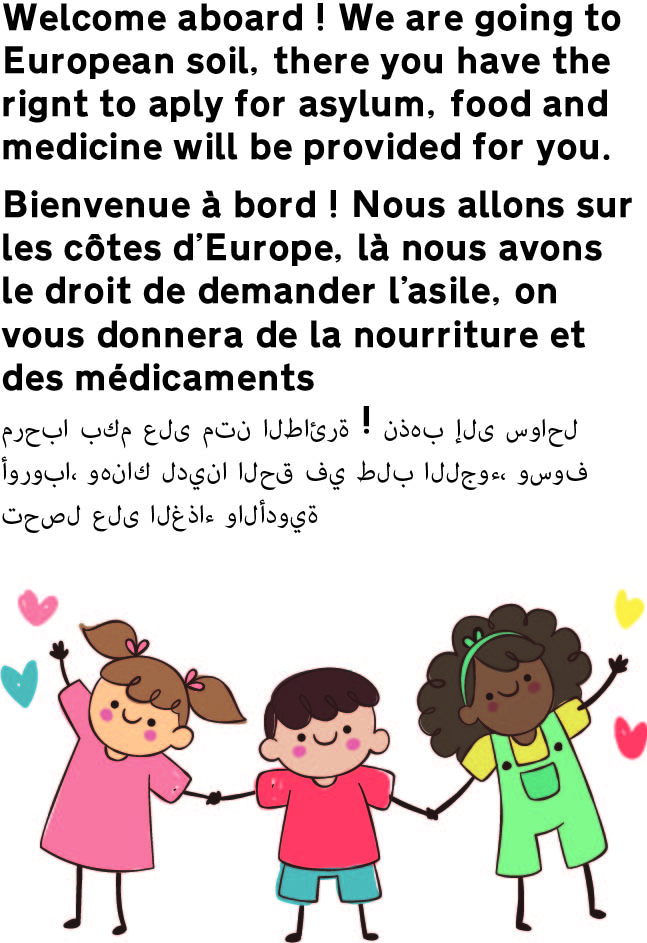 Welcome aboard ! We are going to
European soil, there you have the
rignt to aply for asylum, food and
medicine will be provided for you.
Bienvenue à bord ! Nous allons sur
les côtes d'Europe, là nous avons
le droit de demander l'asile, on
vous donnera de la nourriture et
des médicaments
مرحبا بكم على متن الطائرة ! نذهب إلى سواحل
أوروبا، وهناك لدينا الحق في طلب اللجوء، وسوف
تحصل على الغذاء والأدوية